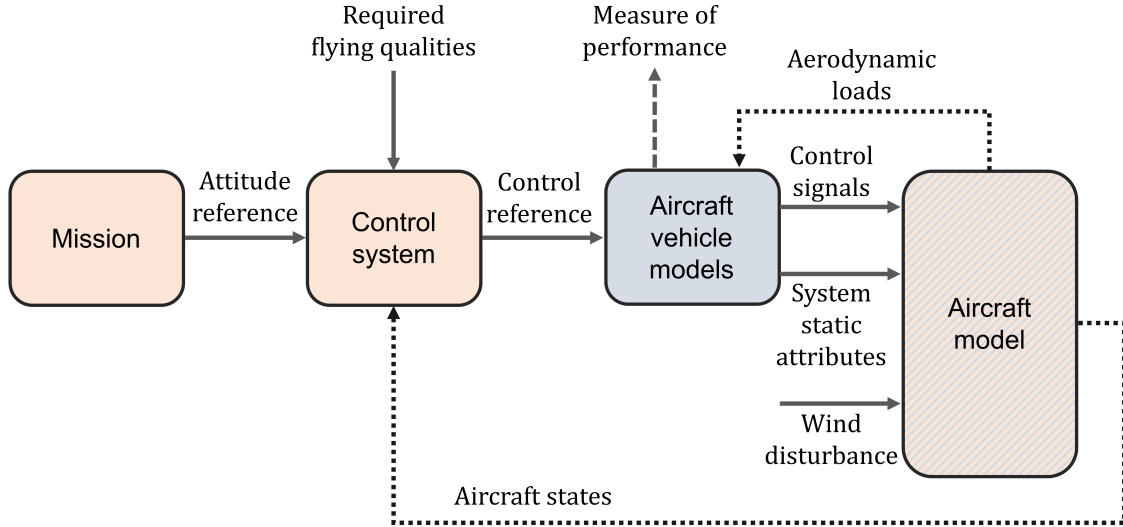 Required
flying qualities
Measure of
performance
Aerodynamic
loads
Mission
Attitude
reference
Control
system
Control
reference
Aircraft
vehicle
models
Control
signals
System
static
attributes
Wind
disturbance
Aircraft
model
Aircraft states